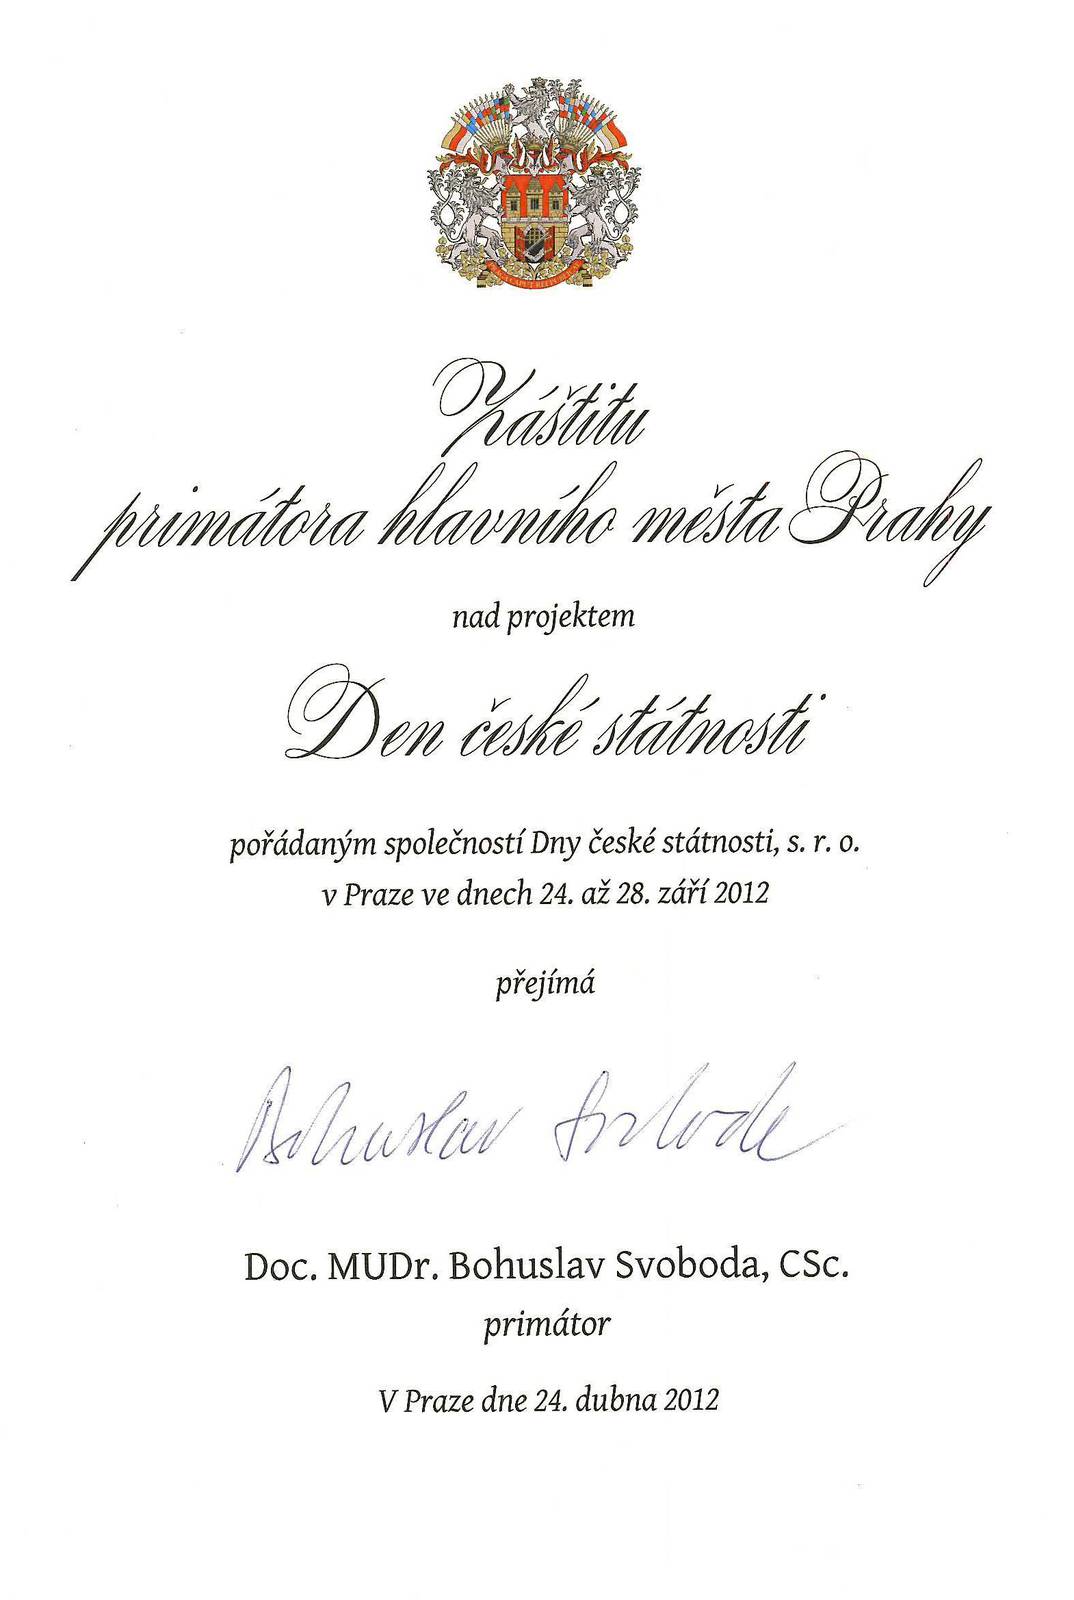 Záštitu
primátora hlavního města Prahy
nad projektem
Den české státnosti
pořádaným společností Dny české státnosti, s. r. o.
v Praze ve dnech 24. až 28. září 2012
přejímá
Bohuslav Svoboda
Doc. MUDr. Bohuslav Svoboda, CSc.
primátor
V Praze dne 24. dubna 2012